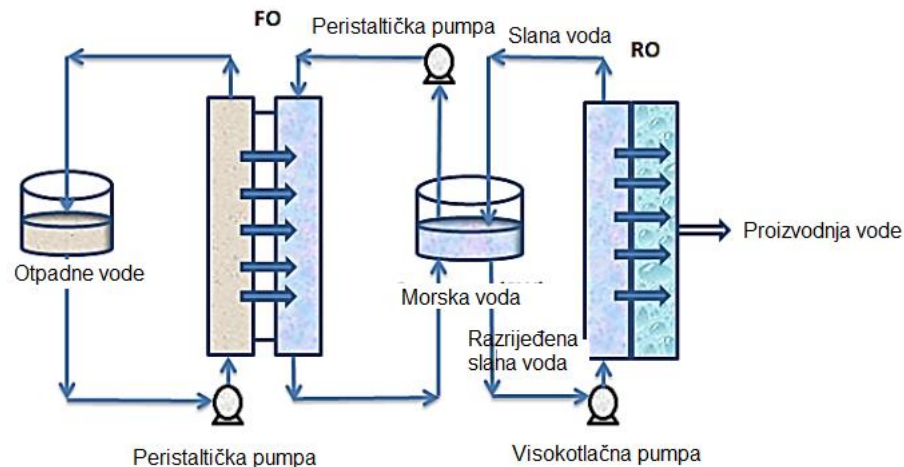 FO
Peristaltička pumpa
Slana voda
RO
Otpadne vode
Morska voda
Proizvodnja vode
Razrijeđena
slana voda
Peristaltička pumpa
Visokotlačna pumpa